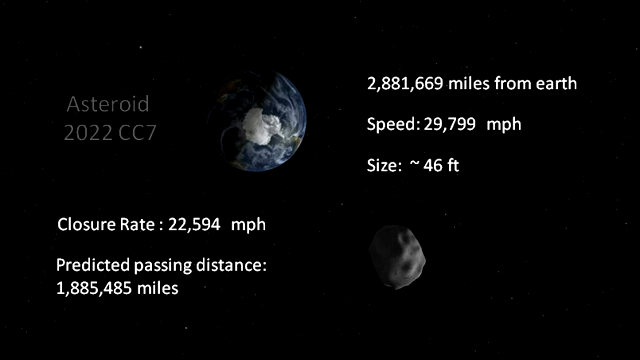 Asteroid
2022 CC7
2,881,669 miles from earth
Speed: 29,799 mph
Size: ~ 46 ft
Closure Rate : 22,594 mph
Predicted passing distance:
1,885,485 miles